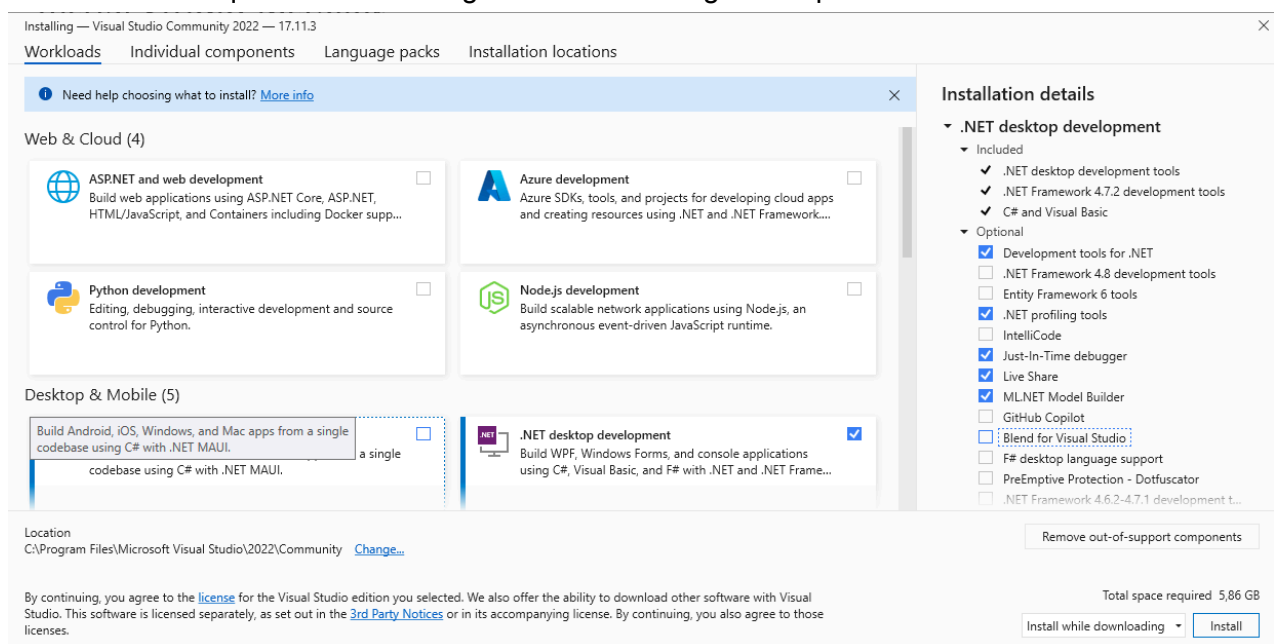 Installing — Visual Studio Community 2022 — 17.11.3
Workloads Individual components Language packs Installation locations
Need help choosing what to install? More info
Web & Cloud (4)
ASP.NET and web development
Build web applications using ASP.NET Core, ASP.NET,
HTML/JavaScript, and Containers including Docker supp...
Azure development
Azure SDKs, tools, and projects for developing cloud apps
and creating resources using .NET and .NET Framework....
Python development
Editing, debugging, interactive development and source
control for Python.
Node.js development
Build scalable network applications using Node.js, an
asynchronous event-driven JavaScript runtime.
Desktop & Mobile (5)
Build Android, iOS, Windows, and Mac apps from a single
codebase using C# with .NET MAUI.
a single
codebase using C# with .NET MAUI.
.NET desktop development
Build WPF, Windows Forms, and console applications
using C#, Visual Basic, and F# with .NET and .NET Frame...
Installation details
.NET desktop development
Included
.NET desktop development tools
.NET Framework 4.7.2 development tools
C# and Visual Basic
Optional
Development tools for .NET
.NET Framework 4.8 development tools
Entity Framework 6 tools
.NET profiling tools
IntelliCode
Just-In-Time debugger
Live Share
ML.NET Model Builder
GitHub Copilot
Blend for Visual Studio
F# desktop language support
PreEmptive Protection - Dotfuscator
.NET Framework 4.6.2-4.7.1 development t...
Location
C:\Program Files\Microsoft Visual Studio\2022\Community Change...
Remove out-of-support components
By continuing, you agree to the license for the Visual Studio edition you selected. We also offer the ability to download other software with Visual
Studio. This software is licensed separately, as set out in the 3rd Party Notices or in its accompanying license. By continuing, you also agree to those
licenses.
Total space required 5,86 GB
Install while downloading Install